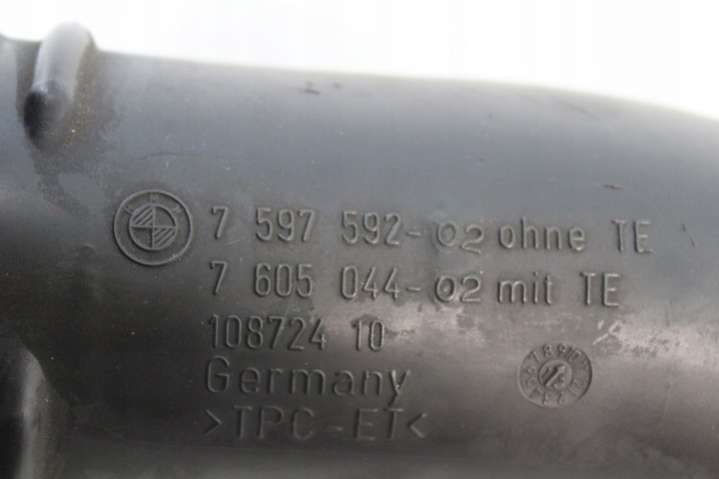 7 597 592-02 ohne TE
7 605 044-02 mit TE
108724 10
Germany
>TPC-ET<